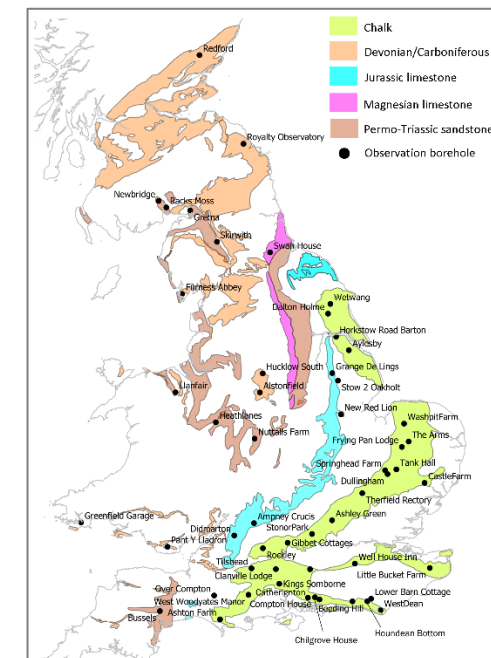 Chalk
Devonian/Carboniferous
Jurassic limestone
Magnesian limestone
Permo-Triassic sandstone
Observation borehole
Redford
Royalty Observatory
Newbridge
Racks Moss
Gretna
Skirwith
Swan House
Furness Abbey
Wetwang
Dalton Holme
Horkstow Road Barton
Aylesby
Grange De Lings
Hucklow South
Stow 2 Oakholt
Llanfair
Alstonfield
New Red Lion
Heathlanes
WashpitFarm
Nuttalls Farm
The Arms
Frying Pan Lodge
Springhead Farm
Tank Hall
Dullingham
CastleFarm
Therfield Rectory
Greenfield Garage
Ampney Crucis
Ashley Green
Didmarton
StonorPark
Pant Y Lladron
Gibbet Cottages
Rockley
Well House Inn
Tilshead
Clanville Lodge
Little Bucket Farm
Over Compton
Kings Somborne
West Woodyates Manor
Catherington
Lower Barn Cottage
Ashton Farm
Compton House
Beeding Hill
WestDean
Bussels
Houndean Bottom
Chilgrove House